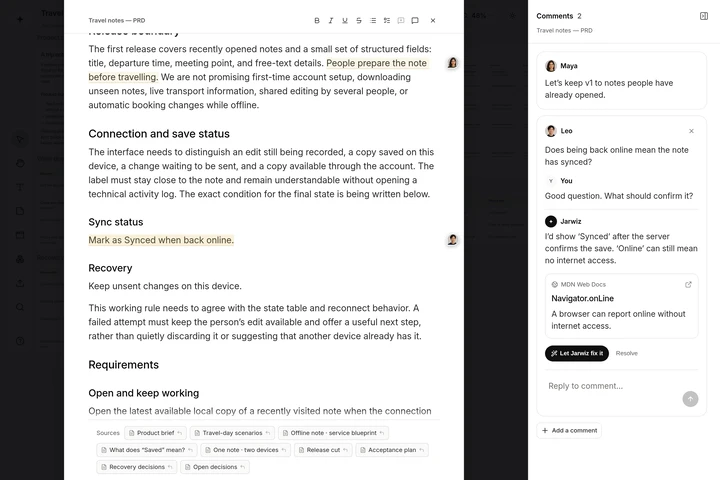 Travel notes — PRD
B I U S
Release boundary
The first release covers recently opened notes and a small set of structured fields:
title, departure time, meeting point, and free-text details. People prepare the note
before travelling. We are not promising first-time account setup, downloading
unseen notes, live transport information, shared editing by several people, or
automatic booking changes while offline.
Connection and save status
The interface needs to distinguish an edit still being recorded, a copy saved on this
device, a change waiting to be sent, and a copy available through the account. The
label must stay close to the note and remain understandable without opening a
technical activity log. The exact condition for the final state is being written below.
Sync status
Mark as Synced when back online.
Recovery
Keep unsent changes on this device.
This working rule needs to agree with the state table and reconnect behavior. A
failed attempt must keep the person’s edit available and offer a useful next step,
rather than quietly discarding it or suggesting that another device already has it.
Requirements
Open and keep working
Open the latest available local copy of a recently visited note when the connection
Sources Product brief Travel-day scenarios Offline note · service blueprint
What does “Saved” mean? One note · two devices Release cut Acceptance plan
Recovery decisions Open decisions
Comments 2
Travel notes — PRD
Maya
Let’s keep v1 to notes people have
already opened.
Leo
Does being back online mean the note
has synced?
Y You
Good question. What should confirm it?
Jarwiz
I’d show ‘Synced’ after the server
confirms the save. ‘Online’ can still mean
no internet access.
MDN Web Docs
Navigator.onLine
A browser can report online without
internet access.
Let Jarwiz fix it Resolve
Reply to comment...
Add a comment